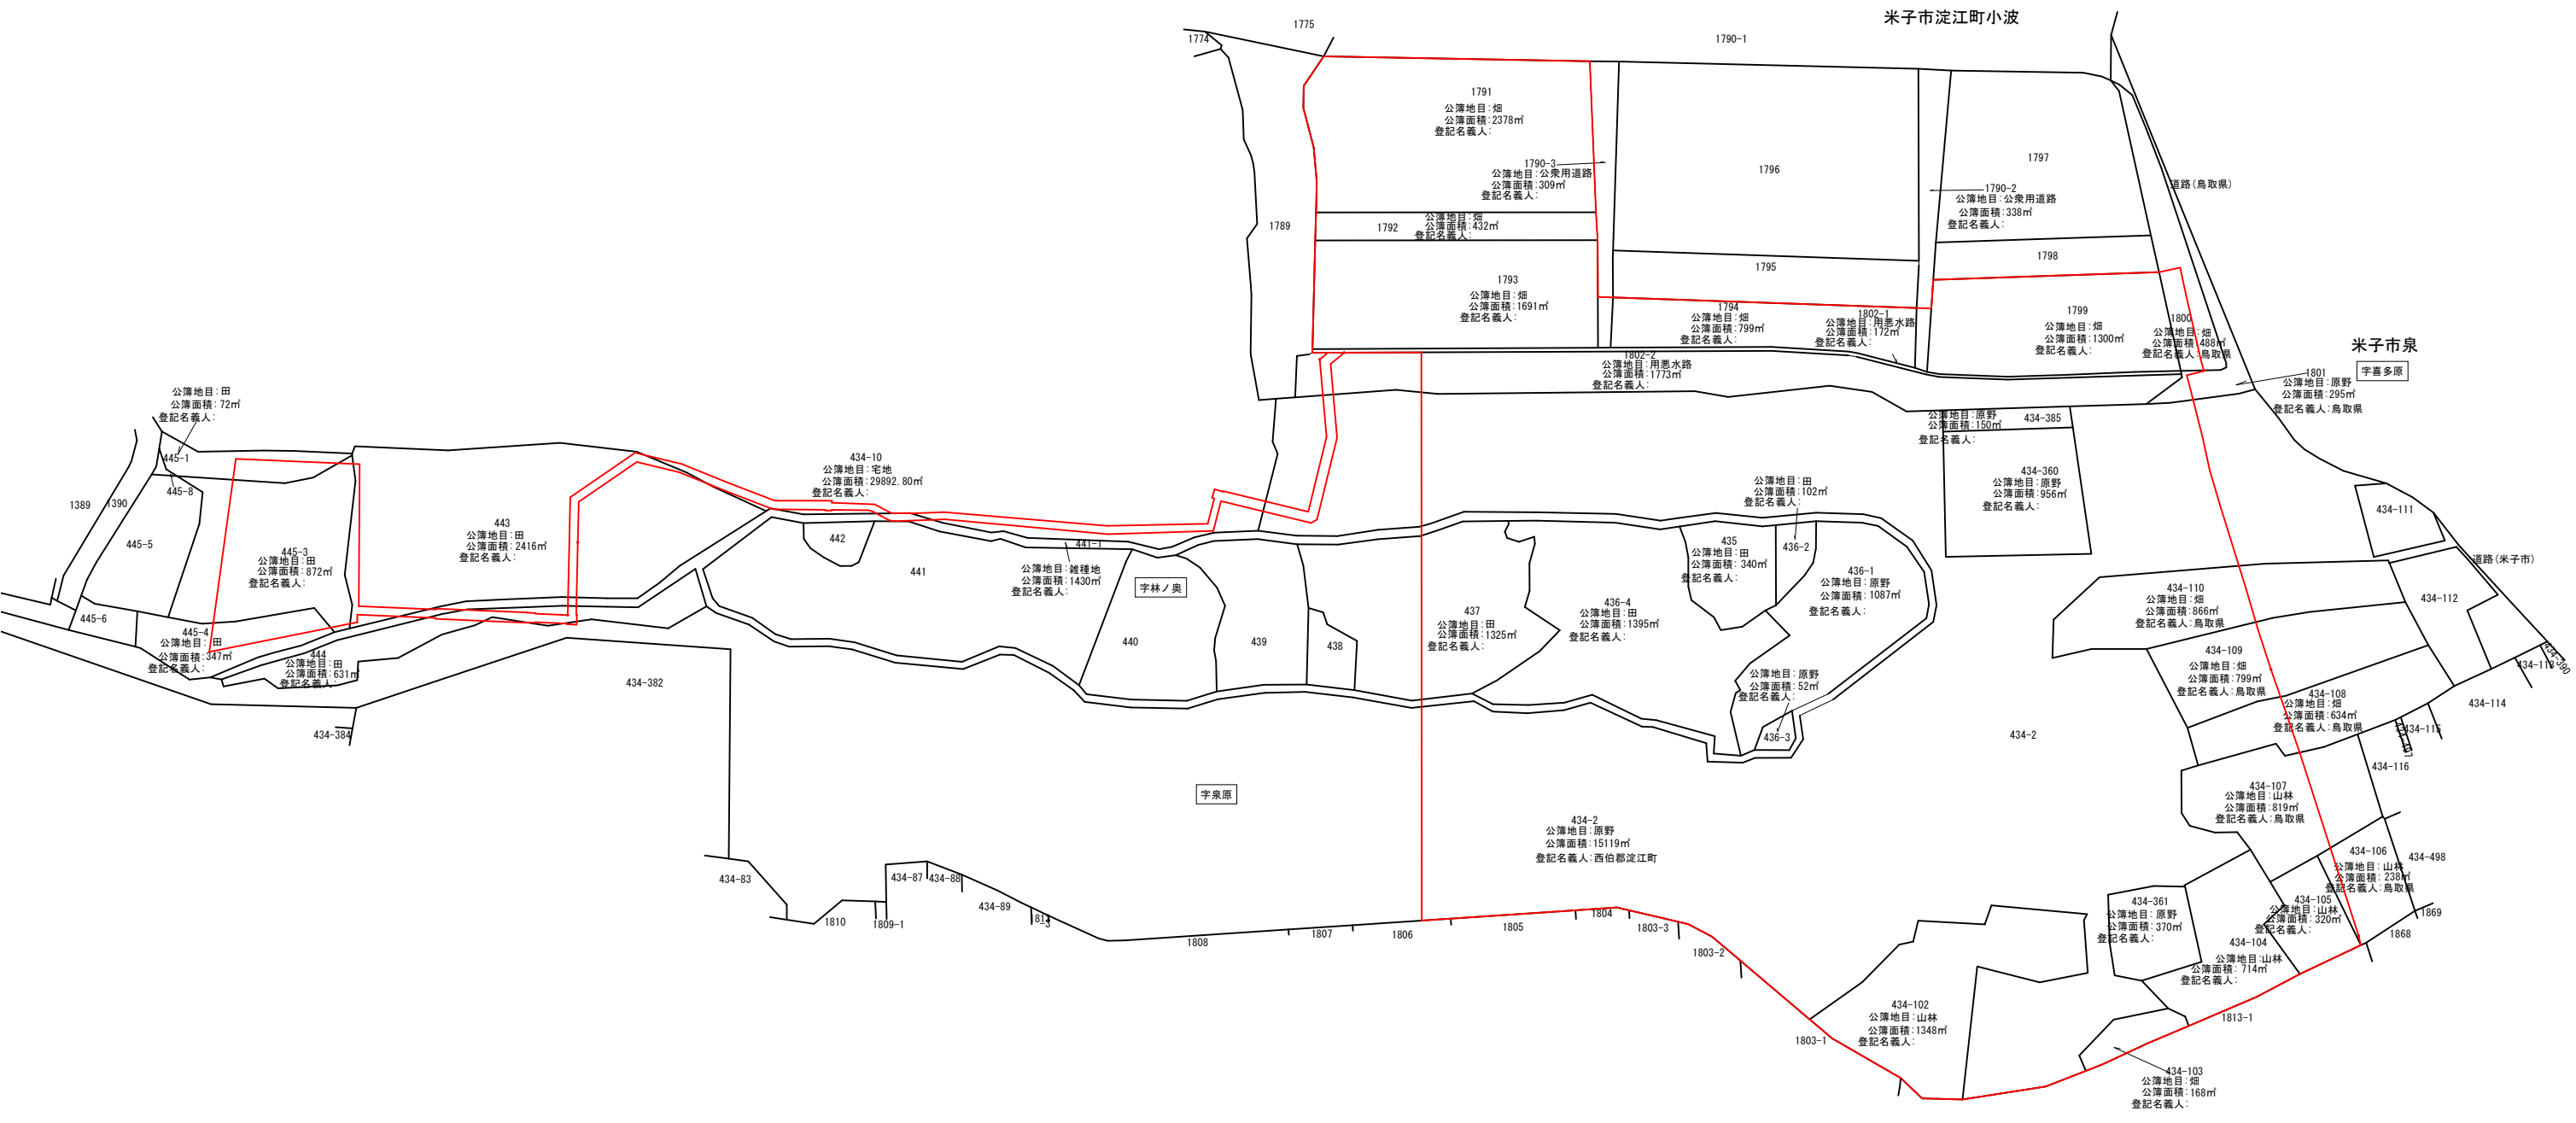 米子市淀江町小波
1775
1774
1790-1
1791
公簿地目:畑
公簿面積:2378㎡
登記名義人:
1790-3
公簿地目:公衆用道路
公簿面積:309㎡
登記名義人:
1796
1797
道路(鳥取県)
1790-2
公簿地目:公衆用道路
公簿面積:338㎡
登記名義人:
1789
1792
公簿地目:畑
公簿面積:432㎡
登記名義人:
1793
公簿地目:畑
公簿面積:1691㎡
登記名義人:
1795
1798
1794
公簿地目:畑
公簿面積:799㎡
登記名義人:
1802-1
公簿地目:用悪水路
公簿面積:172㎡
登記名義人:
1799
公簿地目:畑
公簿面積:1300㎡
登記名義人:
1800
公簿地目:畑
公簿面積:488㎡
登記名義人:鳥取県
米子市泉
字喜多原
1802-2
公簿地目:用悪水路
公簿面積:1773㎡
登記名義人:
1801
公簿地目:原野
公簿面積:295㎡
登記名義人:鳥取県
公簿地目:田
公簿面積:72㎡
登記名義人:
445-1
445-8
1389
1390
445-5
445-3
公簿地目:田
公簿面積:872㎡
登記名義人:
443
公簿地目:田
公簿面積:2416㎡
登記名義人:
434-10
公簿地目:宅地
公簿面積:29892.80㎡
登記名義人:
公簿地目:原野
公簿面積:150㎡
登記名義人:
434-385
434-360
公簿地目:原野
公簿面積:956㎡
登記名義人:
公簿地目:田
公簿面積:102㎡
登記名義人:
436-2
434-111
442
441
441-1
公簿地目:雑種地
公簿面積:1430㎡
登記名義人:
字林ノ奥
435
公簿地目:田
公簿面積:340㎡
登記名義人:
436-1
公簿地目:原野
公簿面積:1087㎡
登記名義人:
道路(米子市)
434-110
公簿地目:畑
公簿面積:866㎡
登記名義人:鳥取県
434-112
445-6
445-4
公簿地目:田
公簿面積:347㎡
登記名義人:
444
公簿地目:田
公簿面積:631㎡
登記名義人:
440
439
438
437
公簿地目:田
公簿面積:1325㎡
登記名義人:
436-4
公簿地目:田
公簿面積:1395㎡
登記名義人:
434-109
公簿地目:畑
公簿面積:799㎡
登記名義人:鳥取県
434-113
434-390
434-382
公簿地目:原野
公簿面積:52㎡
登記名義人:
436-3
434-108
公簿地目:畑
公簿面積:634㎡
登記名義人:鳥取県
434-114
434-115
434-497
434-384
434-2
434-116
字泉原
434-107
公簿地目:山林
公簿面積:819㎡
登記名義人:鳥取県
434-2
公簿地目:原野
公簿面積:15119㎡
登記名義人:西伯郡淀江町
434-106
公簿地目:山林
公簿面積:238㎡
登記名義人:鳥取県
434-498
434-83
434-87
434-88
434-89
1810
1809-1
1808
1807
1806
1805
1804
1803-3
1803-2
434-361
公簿地目:原野
公簿面積:370㎡
登記名義人:
434-105
公簿地目:山林
公簿面積:320㎡
登記名義人:
1869
1868
434-104
公簿地目:山林
公簿面積:714㎡
登記名義人:
434-102
公簿地目:山林
公簿面積:1348㎡
登記名義人:
1803-1
1813-1
434-103
公簿地目:畑
公簿面積:168㎡
登記名義人: